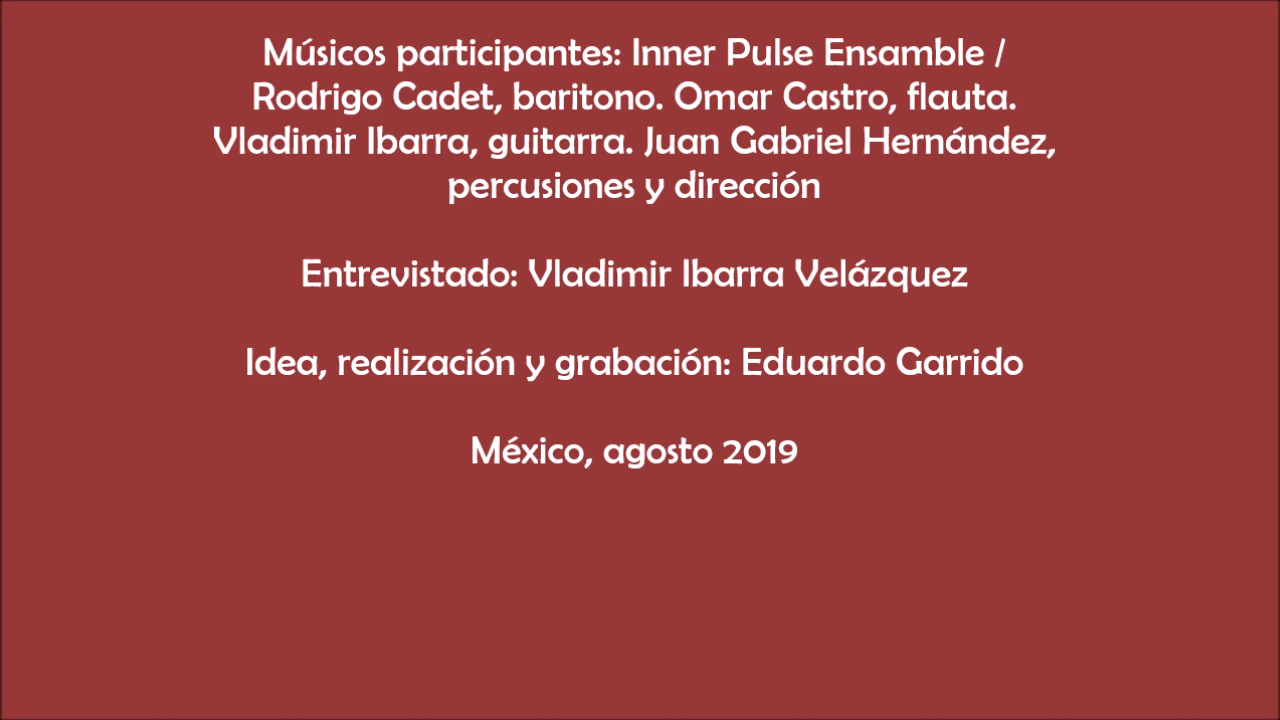 Músicos participantes: Inner Pulse Ensamble /
Rodrigo Cadet, baritono. Omar Castro, flauta.
Vladimir Ibarra, guitarra. Juan Gabriel Hernández,
percusiones y dirección
Entrevistado: Vladimir Ibarra Velázquez
Idea, realización y grabación: Eduardo Garrido
México, agosto 2019